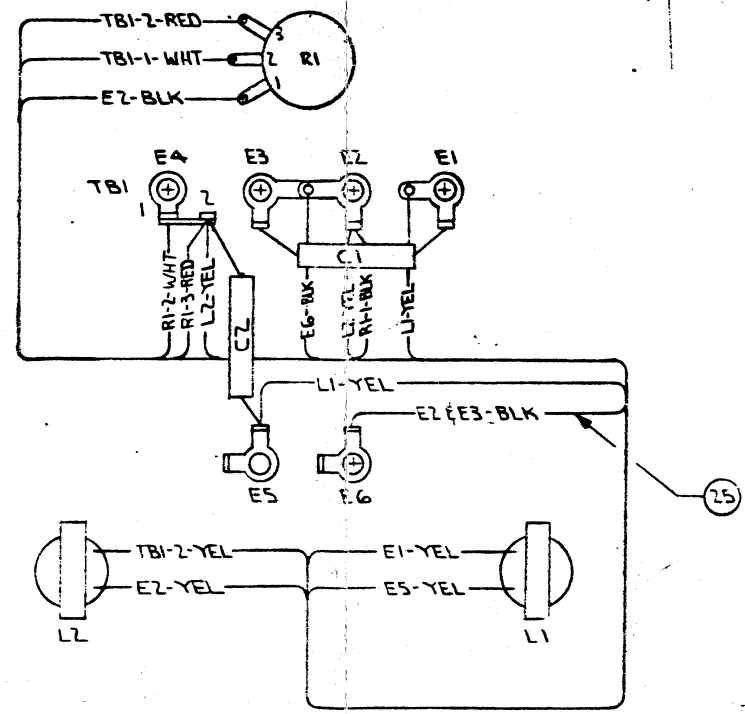 TB1-2-RED
3
TB1-1-WHT
2
R1
1
E2-BLK
E4
E3
E2
E1
TB1
1
2
C1
R1-2-WHT
R1-3-RED
L2-YEL
C2
E6-BLK
L2-YEL
R1-1-BLK
L1-YEL
L1-YEL
E2 & E3-BLK
25
E5
E6
TB1-2-YEL
E1-YEL
E2-YEL
E5-YEL
L2
L1